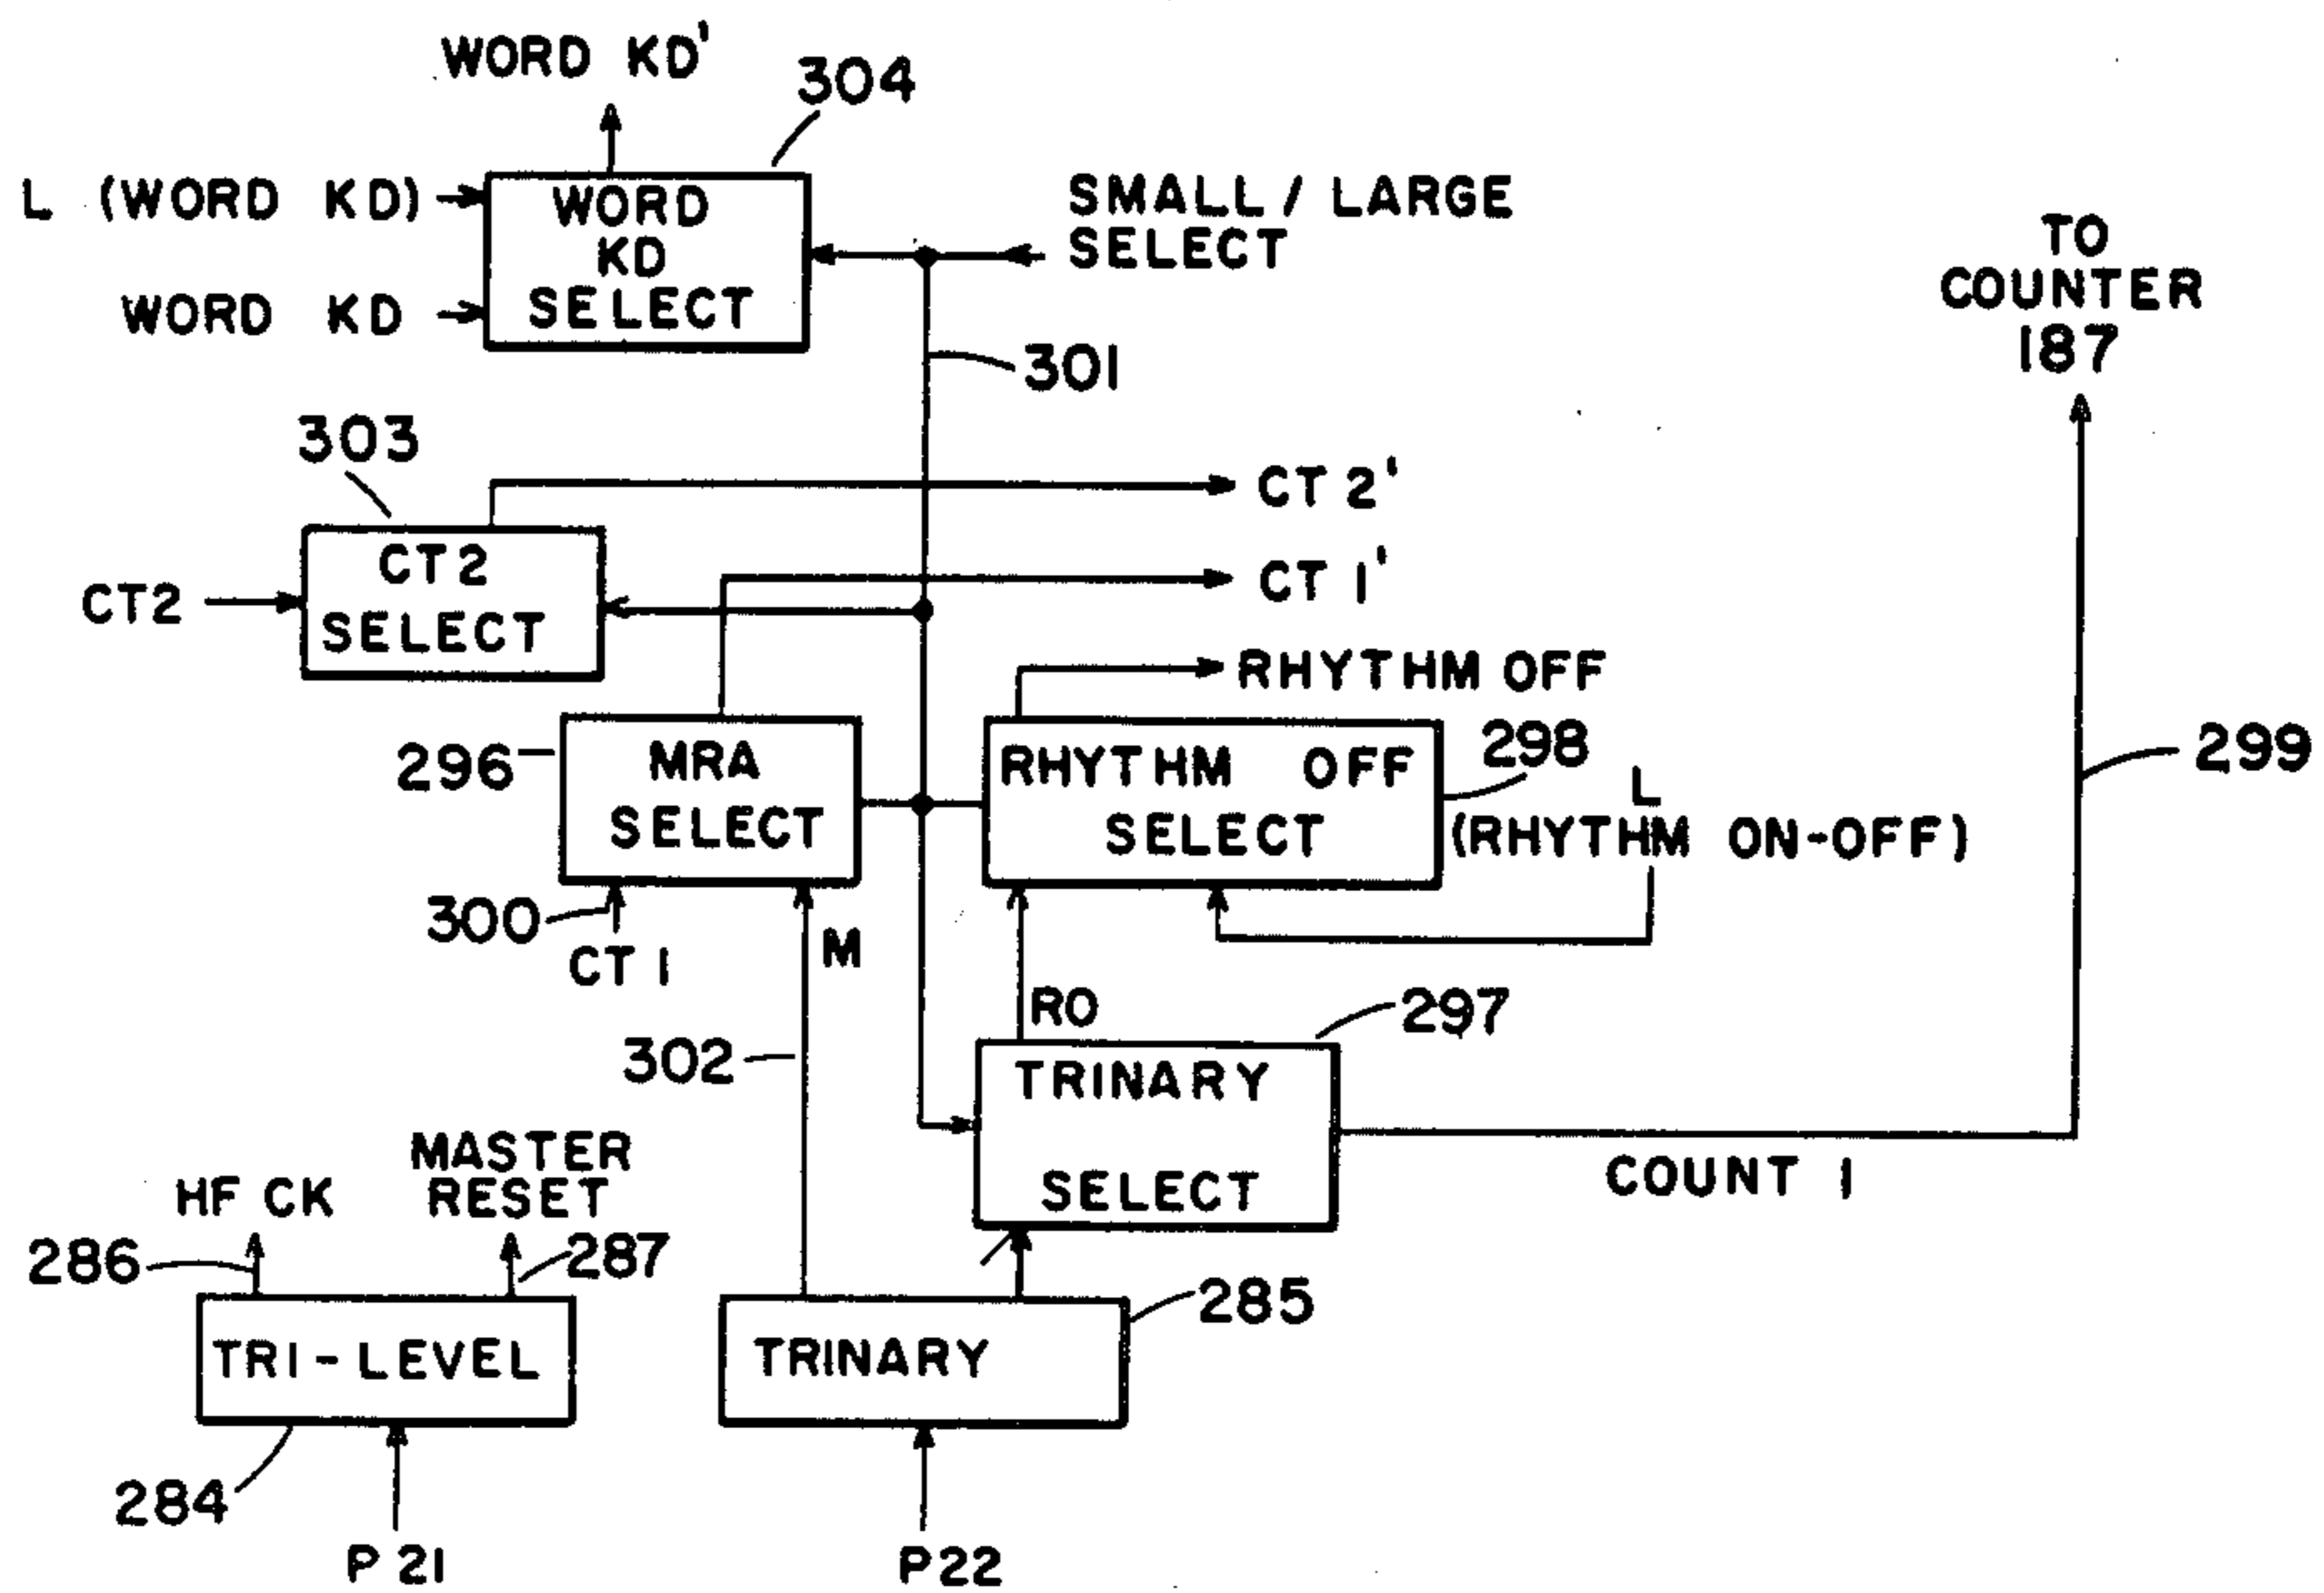 WORD KD'
304
L (WORD KD)
WORD
KD
SELECT
SMALL / LARGE
SELECT
WORD KD
TO
COUNTER
187
301
303
CT 2'
CT2
SELECT
CT2
CT 1'
RHYTHM OFF
296
MRA
SELECT
RHYTHM OFF
SELECT
298
L
(RHYTHM ON-OFF)
299
300
CT 1
M
RO
297
302
TRINARY
SELECT
COUNT 1
HF CK
MASTER
RESET
286
287
285
TRI-LEVEL
TRINARY
284
P 21
P22